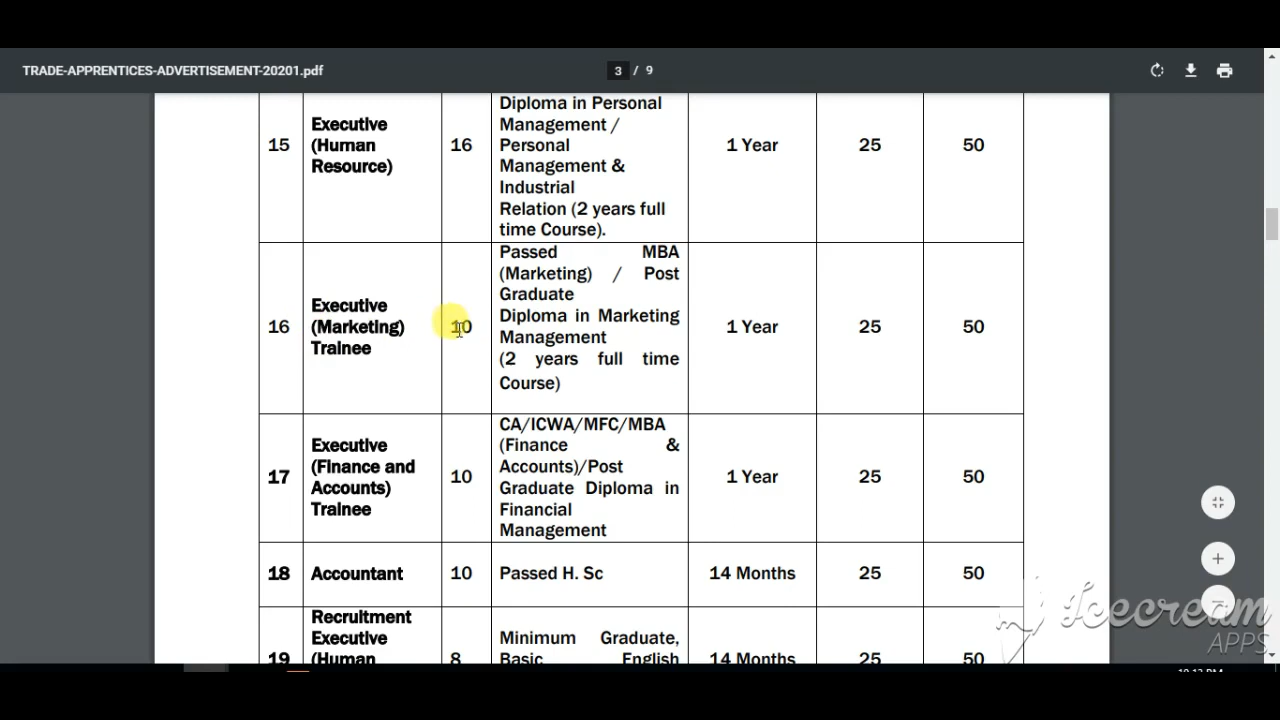 TRADE-APPRENTICES-ADVERTISEMENT-20201.pdf
3 / 9
15
Executive
(Human
Resource)
16
Diploma in Personal
Management /
Personal
Management &
Industrial
Relation (2 years full
time Course).
1 Year
25
50
16
Executive
(Marketing)
Trainee
10
Passed MBA
(Marketing) / Post
Graduate
Diploma in Marketing
Management
(2 years full time
Course)
1 Year
25
50
17
Executive
(Finance and
Accounts)
Trainee
10
CA/ICWA/MFC/MBA
(Finance &
Accounts)/Post
Graduate Diploma in
Financial
Management
1 Year
25
50
18
Accountant
10
Passed H. Sc
14 Months
25
50
19
Recruitment
Executive
(Human
8
Minimum Graduate,
Basic English
14 Months
25
50
Icecream
APPS